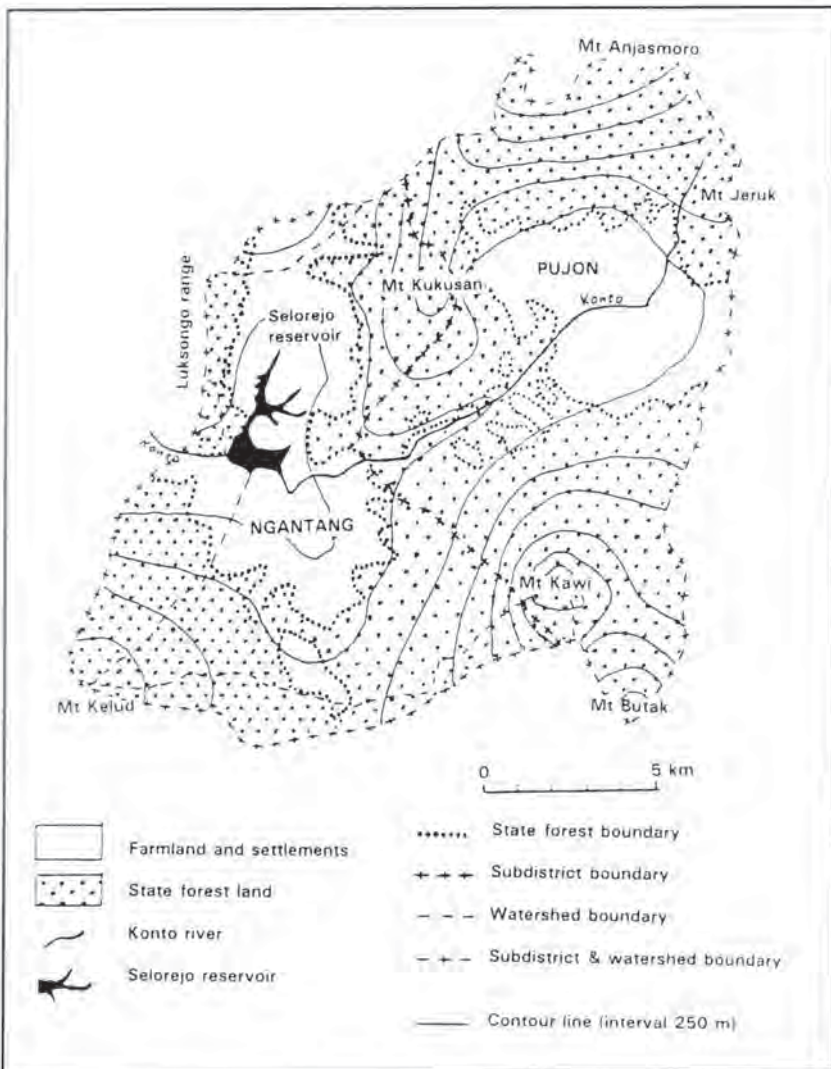 Mt Anjasmoro
Mt Jeruk
PUJON
Mt Kukusan
Konto
Luksongo range
Selorejo
reservoir
Konto
NGANTANG
Mt Kawi
Mt Kelud
Mt Butak
0 5 km
Farmland and settlements
State forest boundary
State forest land
Subdistrict boundary
Konto river
Watershed boundary
Selorejo reservoir
Subdistrict & watershed boundary
Contour line (interval 250 m)